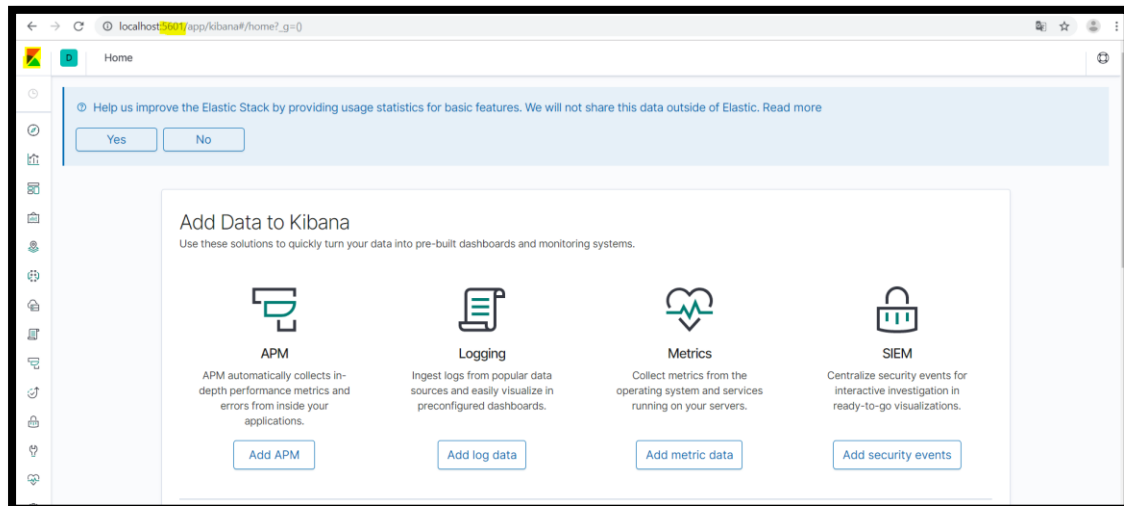 localhost:5601/app/kibana#/home?_g=()
D Home
Help us improve the Elastic Stack by providing usage statistics for basic features. We will not share this data outside of Elastic. Read more
Yes No
Add Data to Kibana
Use these solutions to quickly turn your data into pre-built dashboards and monitoring systems.
APM
APM automatically collects in-
depth performance metrics and
errors from inside your
applications.
Add APM
Logging
Ingest logs from popular data
sources and easily visualize in
preconfigured dashboards.
Add log data
Metrics
Collect metrics from the
operating system and services
running on your servers.
Add metric data
SIEM
Centralize security events for
interactive investigation in
ready-to-go visualizations.
Add security events